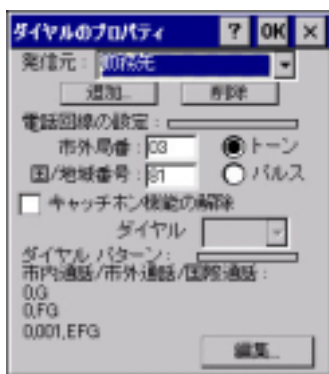 ダイヤルのプロパティ ? OK ×
発信元： 勤務先
追加... 削除
電話回線の設定：
市外局番： 03 トーン
国/地域番号： 81 パルス
キャッチホン機能の解除
ダイヤル
ダイヤル パターン：
市内通話/市外通話/国際通話：
0,G
0,FG
0,001,EFG
編集...